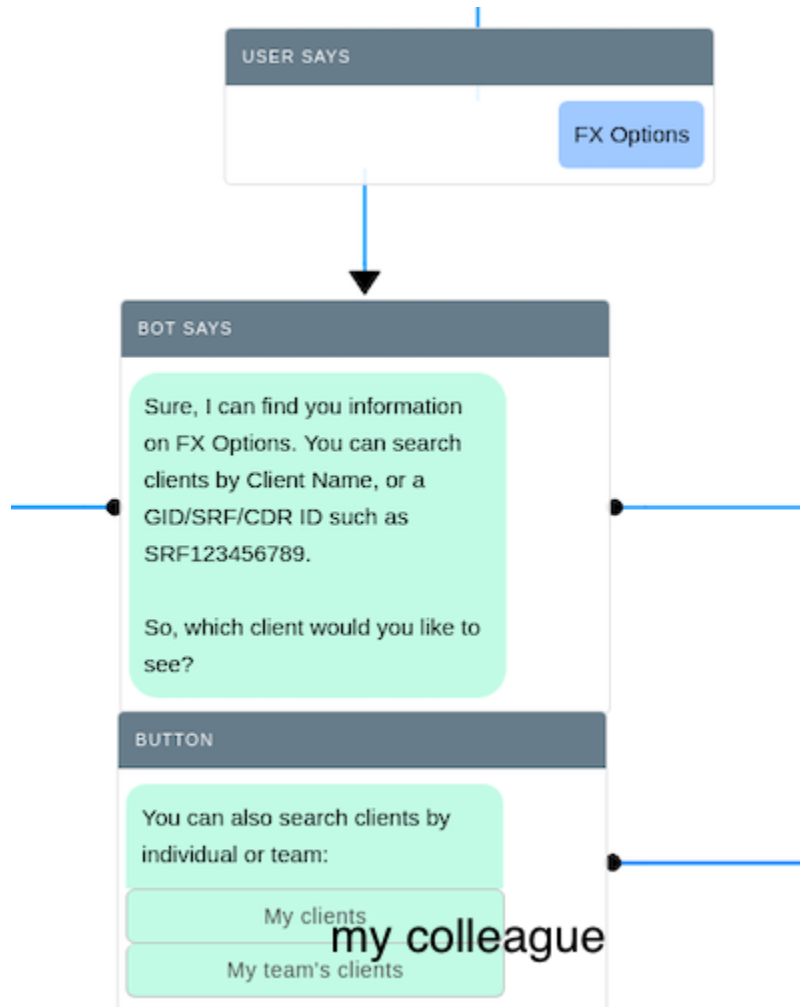 USER SAYS
FX Options
BOT SAYS
Sure, I can find you information
on FX Options. You can search
clients by Client Name, or a
GID/SRF/CDR ID such as
SRF123456789.
So, which client would you like to
see?
BUTTON
You can also search clients by
individual or team:
My clients
my colleague
My team's clients